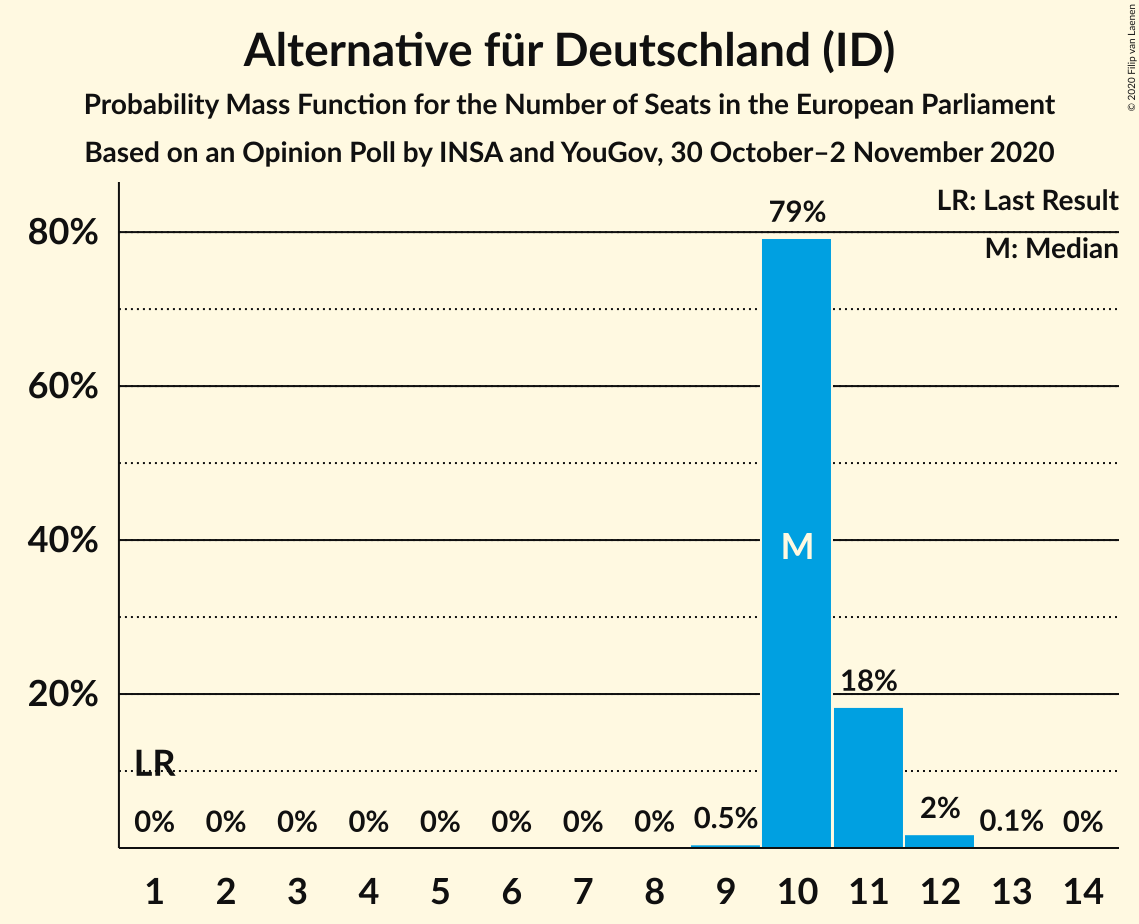 Alternative für Deutschland (ID)
Probability Mass Function for the Number of Seats in the European Parliament
Based on an Opinion Poll by INSA and YouGov, 30 October–2 November 2020
© 2020 Filip van Laenen
LR: Last Result
M: Median
79%
80%
60%
40%
M
20%
18%
LR
0% 0% 0% 0% 0% 0% 0% 0% 0.5% 2% 0.1% 0%
1 2 3 4 5 6 7 8 9 10 11 12 13 14